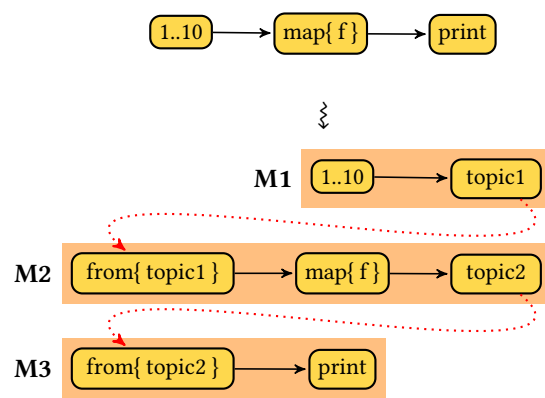 1..10 map{ f } print
M1 1..10 topic1
M2 from{ topic1 } map{ f } topic2
M3 from{ topic2 } print